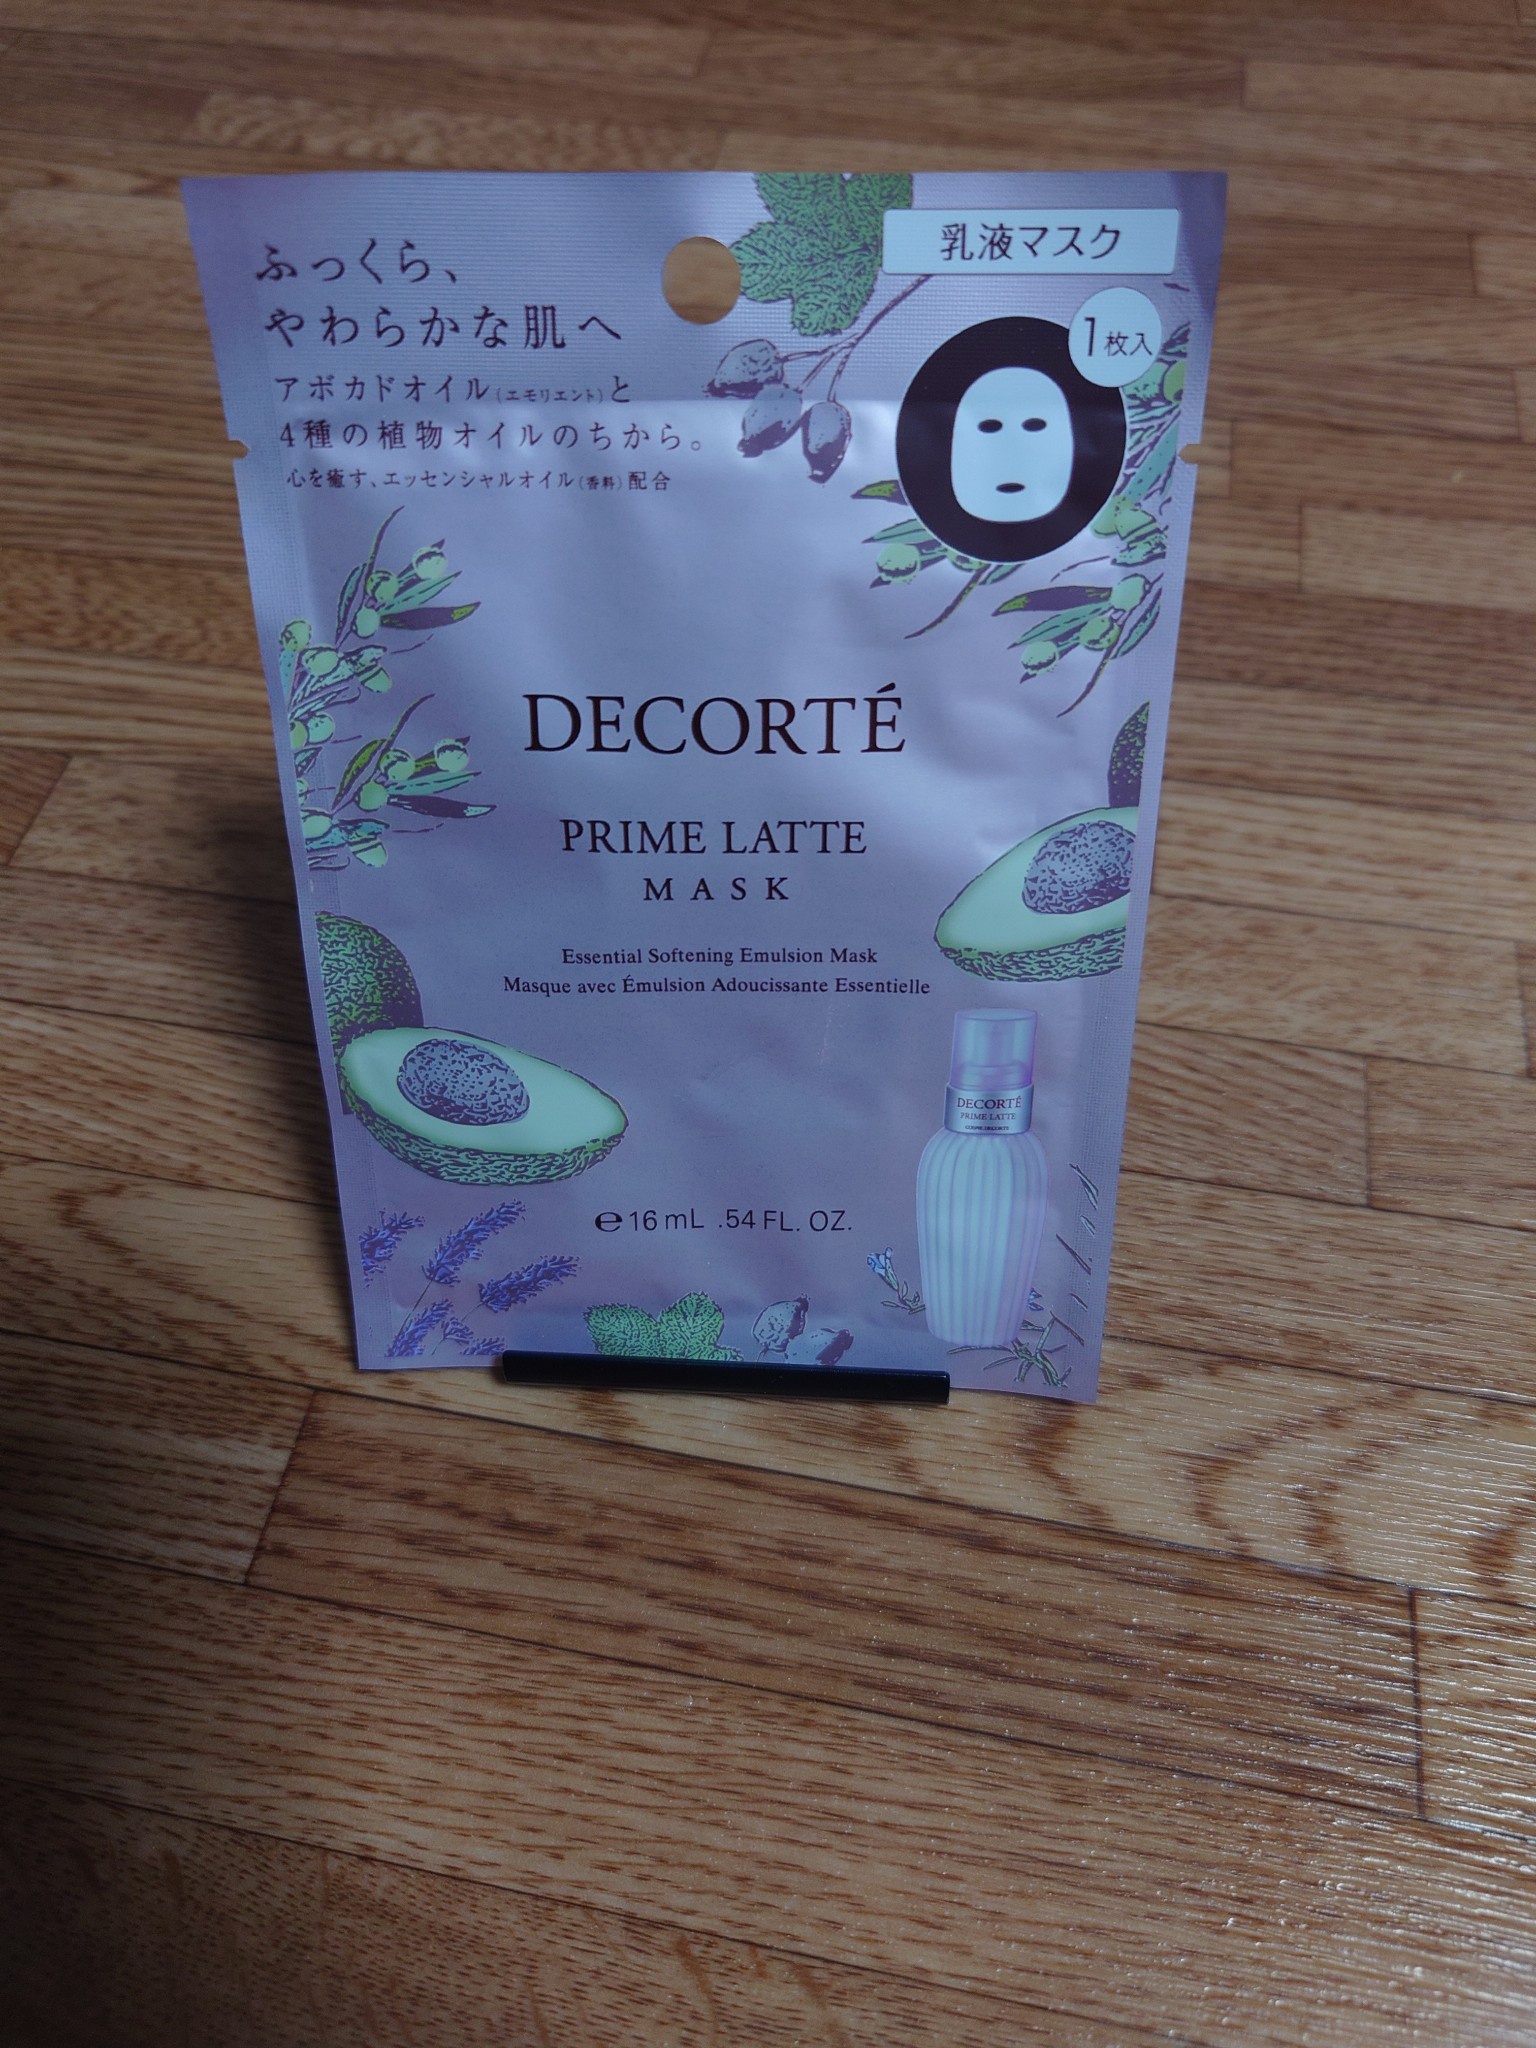 ふっくら、
やわらかな肌へ
アボカドオイル(エモリエント)と
4種の植物オイルのちから。
心を癒す、エッセンシャルオイル(香料)配合
乳液マスク
1枚入
DECORTÉ
PRIME LATTE
MASK
Essential Softening Emulsion Mask
Masque avec Émulsion Adoucissante Essentielle
DECORTÉ
PRIME LATTE
COSME DECORTE
℮16 mL .54 FL. OZ.